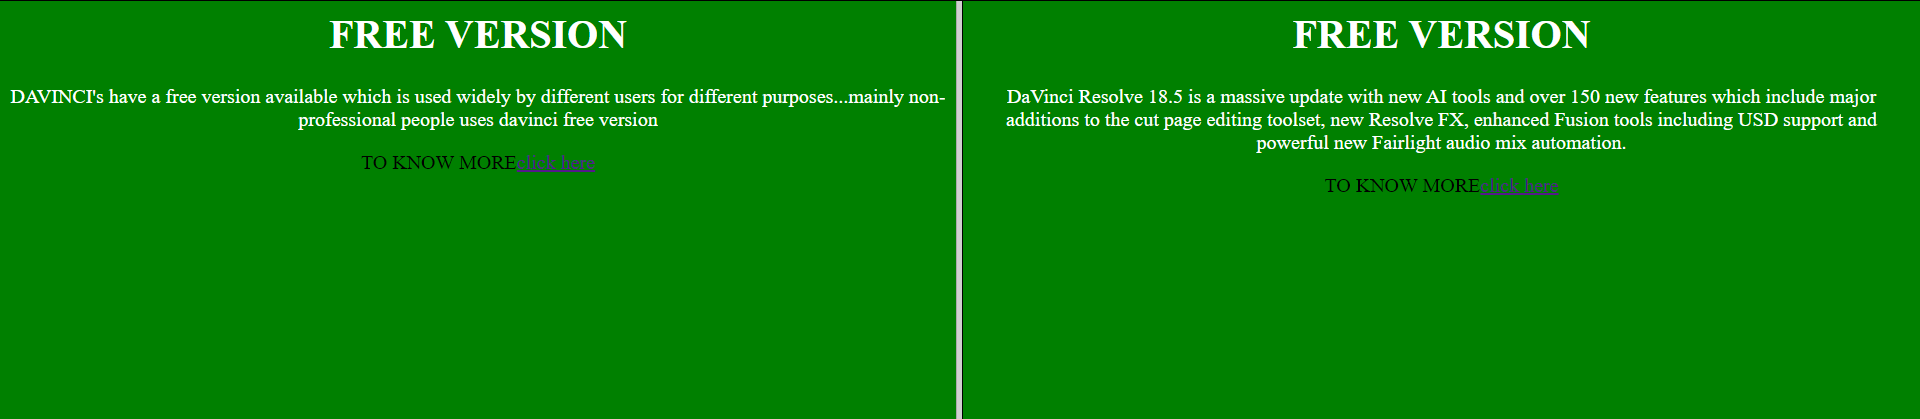 FREE VERSION
DAVINCI's have a free version available which is used widely by different users for different purposes...mainly non-
professional people uses davinci free version
TO KNOW MOREclick here
FREE VERSION
DaVinci Resolve 18.5 is a massive update with new AI tools and over 150 new features which include major
additions to the cut page editing toolset, new Resolve FX, enhanced Fusion tools including USD support and
powerful new Fairlight audio mix automation.
TO KNOW MOREclick here